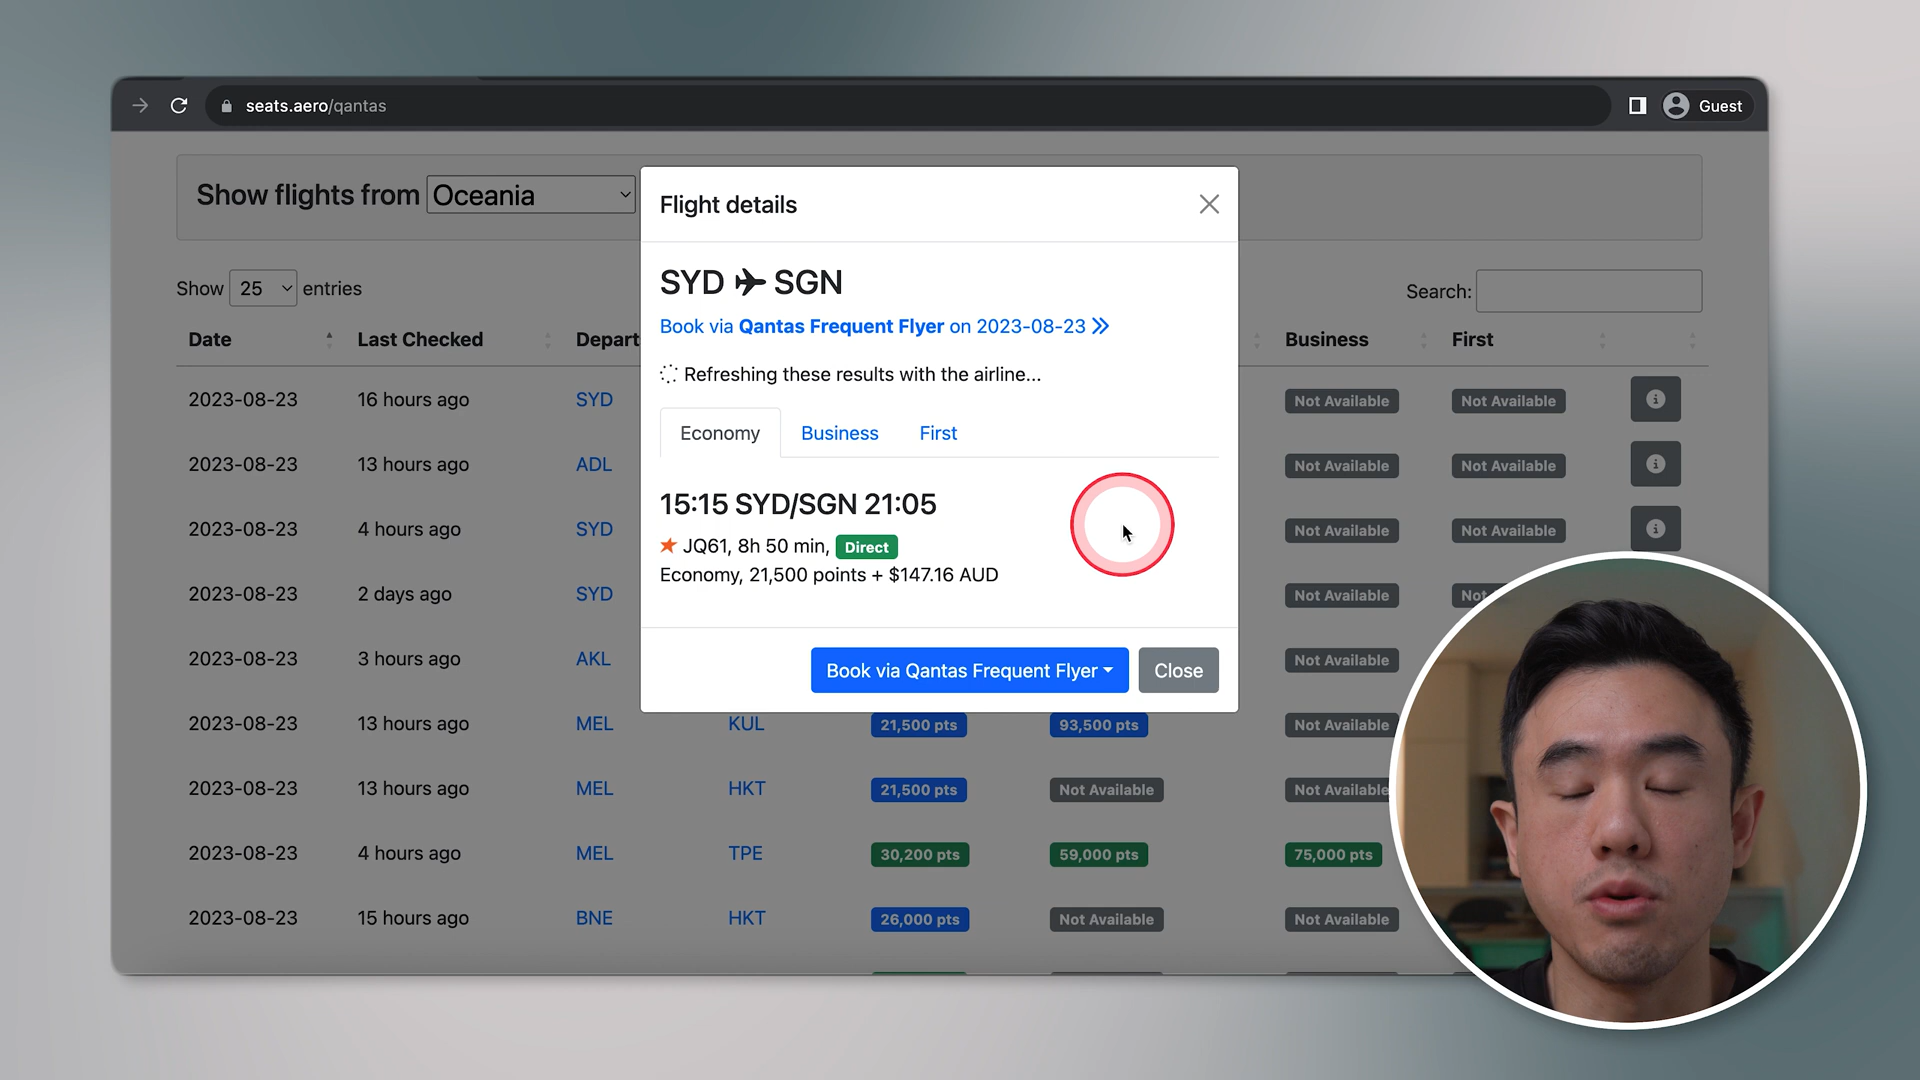 seats.aero/qantas
Guest
Show flights from Oceania
Show 25 entries
Search:
Date Last Checked Depart Business First
2023-08-23 16 hours ago SYD Not Available Not Available
2023-08-23 13 hours ago ADL Not Available Not Available
2023-08-23 4 hours ago SYD Not Available Not Available
2023-08-23 2 days ago SYD Not Available Not
2023-08-23 3 hours ago AKL Not Available
2023-08-23 13 hours ago MEL KUL 21,500 pts 93,500 pts Not Available
2023-08-23 13 hours ago MEL HKT 21,500 pts Not Available Not Available
2023-08-23 4 hours ago MEL TPE 30,200 pts 59,000 pts 75,000 pts
2023-08-23 15 hours ago BNE HKT 26,000 pts Not Available Not Available
Flight details
SYD SGN
Book via Qantas Frequent Flyer on 2023-08-23
Refreshing these results with the airline...
Economy Business First
15:15 SYD/SGN 21:05
JQ61, 8h 50 min, Direct
Economy, 21,500 points + $147.16 AUD
Book via Qantas Frequent Flyer Close